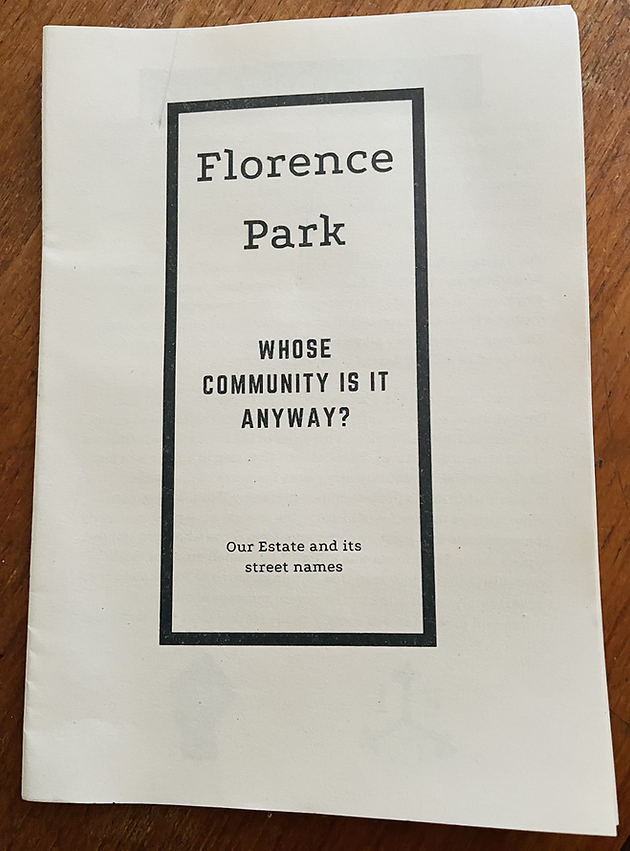 Florence
Park
WHOSE
COMMUNITY IS IT
ANYWAY?
Our Estate and its
street names